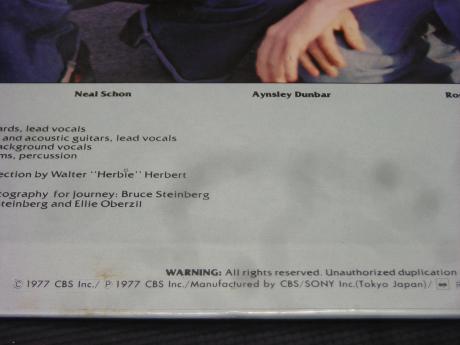 Neal Schon Aynsley Dunbar Ro
ards, lead vocals
and acoustic guitars, lead vocals
ackground vocals
ms, percussion
ection by Walter "Herbie" Herbert
tography for Journey: Bruce Steinberg
teinberg and Ellie Oberzil
WARNING: All rights reserved. Unauthorized duplication
© 1977 CBS Inc./ ℗ 1977 CBS Inc./Manufactured by CBS/SONY Inc.(Tokyo Japan)/